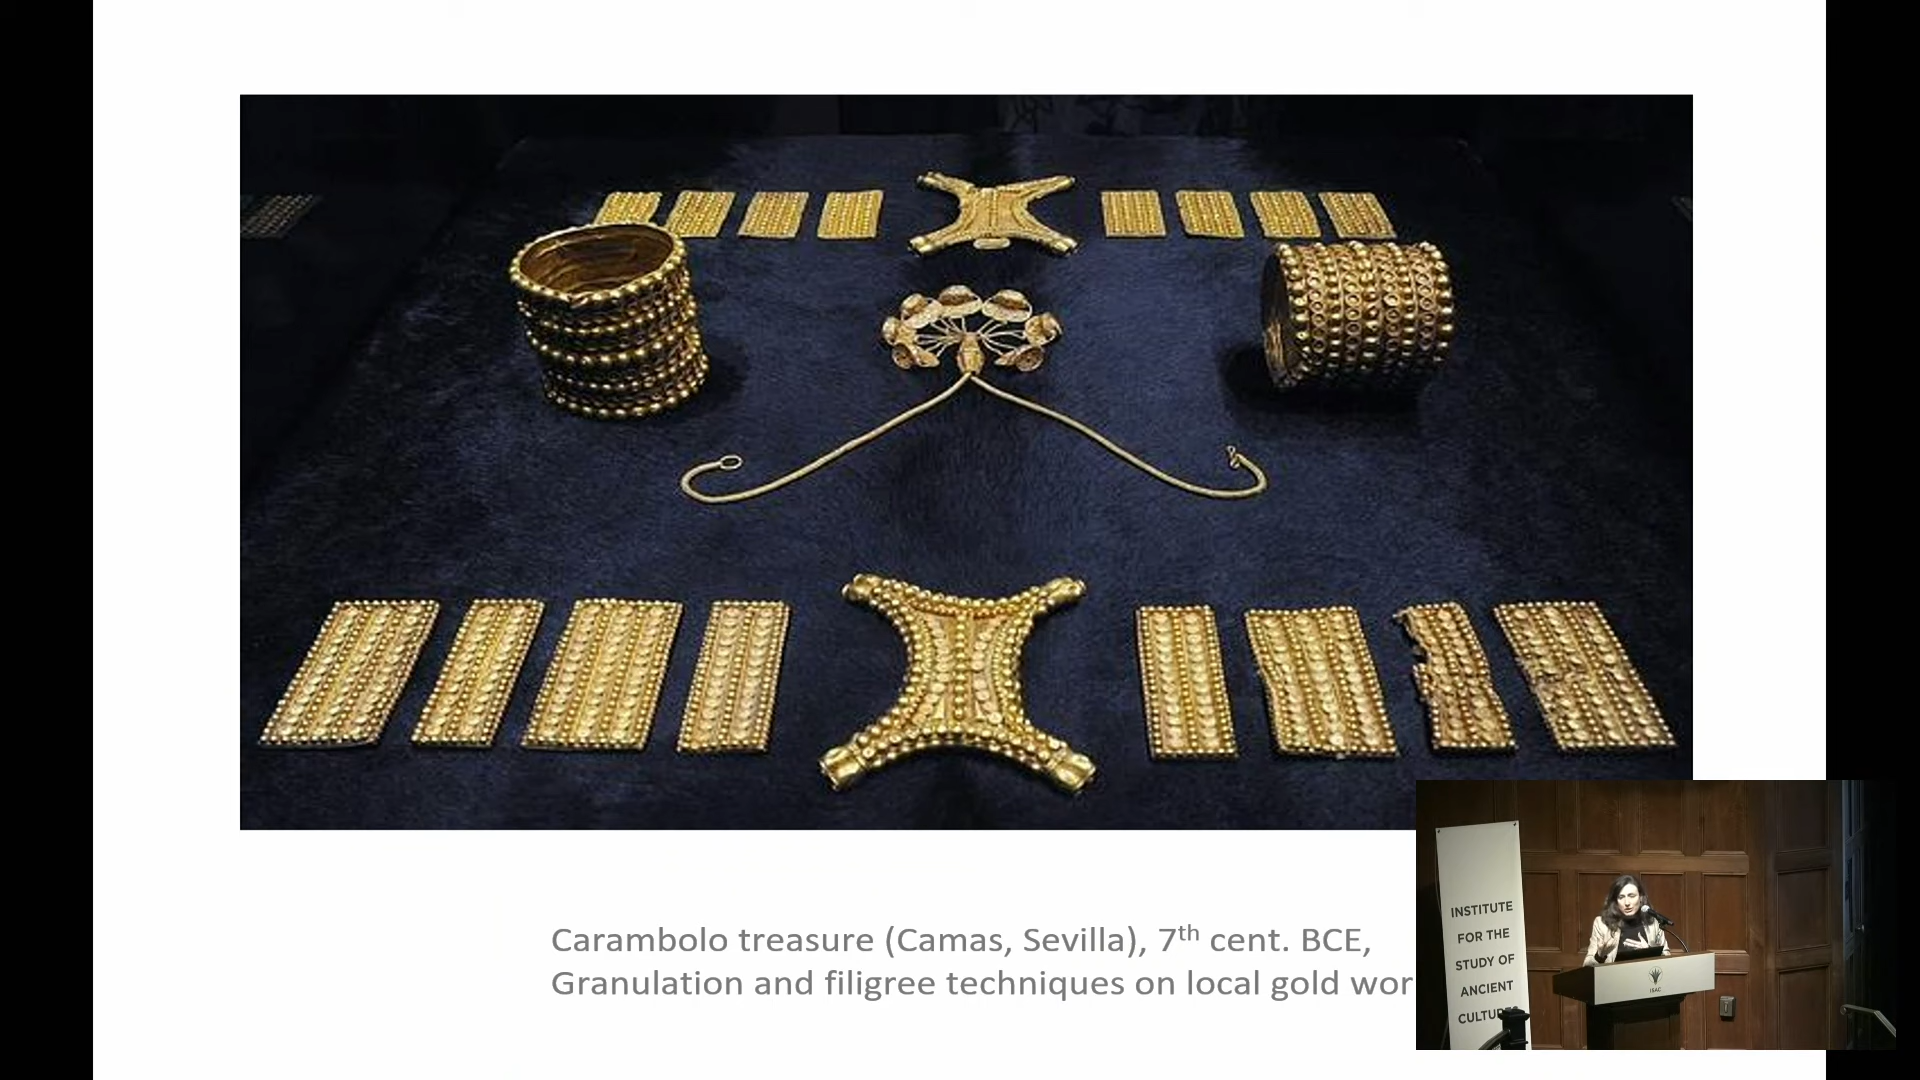 Carambolo treasure (Camas, Sevilla), 7th cent. BCE,
Granulation and filigree techniques on local gold wor
INSTITUTE
FOR THE
STUDY OF
ANCIENT
CULTURES
ISAC